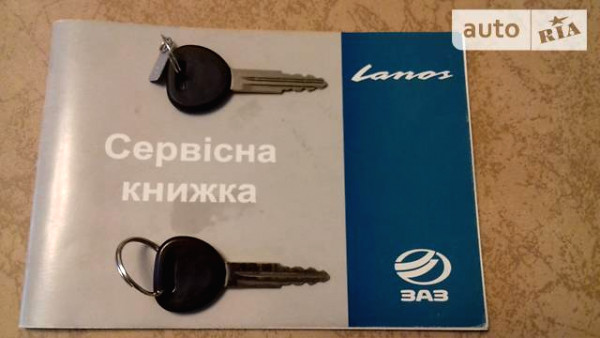 auto RIA
Lanos
Сервісна
книжка
ЗАЗ